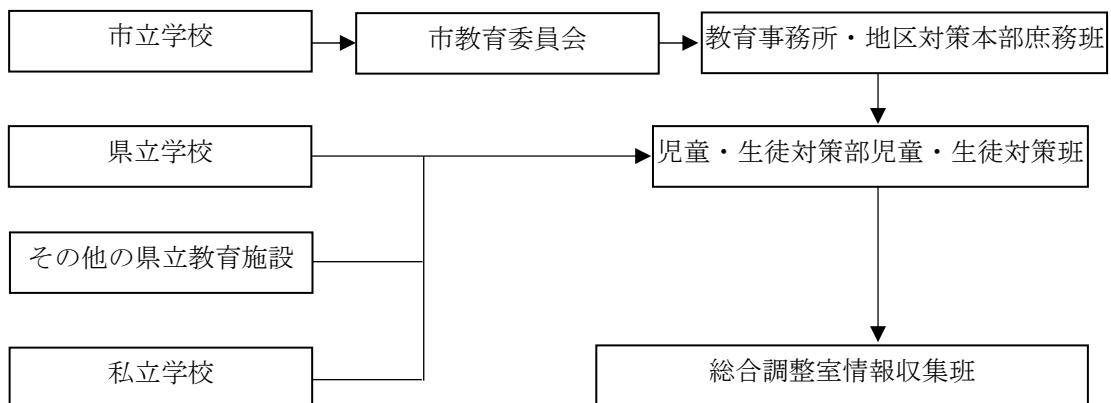 市立学校
市教育委員会
教育事務所・地区対策本部庶務班
県立学校
児童・生徒対策部児童・生徒対策班
その他の県立教育施設
私立学校
総合調整室情報収集班